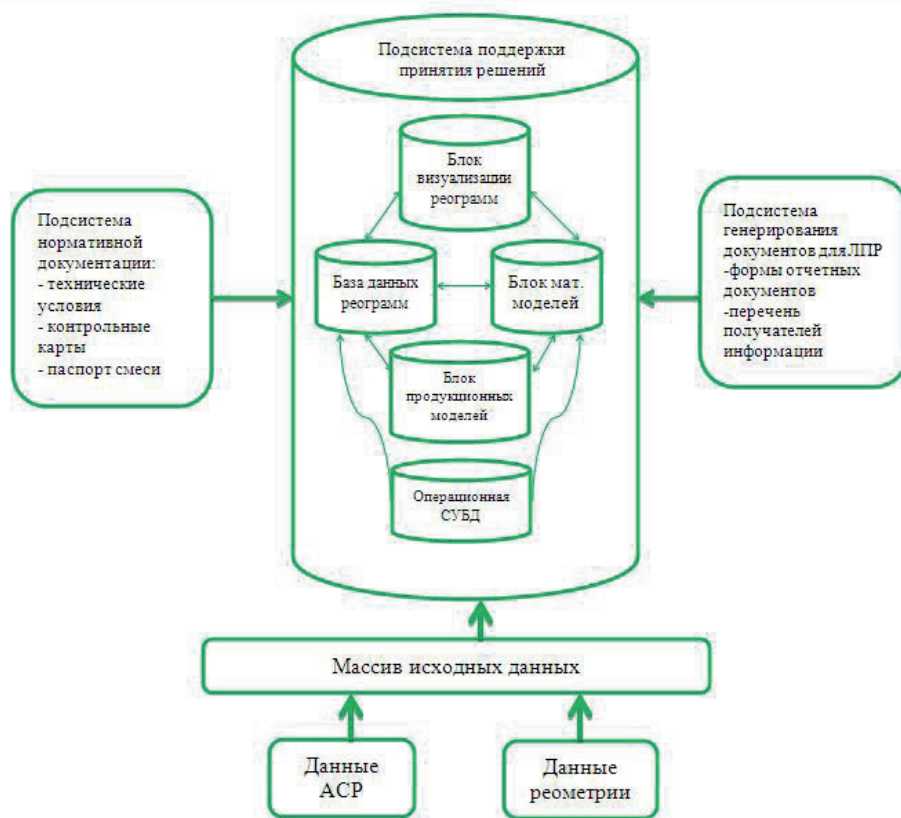 Подсистема поддержки
принятия решений
Блок
визуализации
реограмм
Подсистема
нормативной
документации:
- технические
условия
- контрольные
карты
- паспорт смеси
База данных
реограмм
Блок мат.
моделей
Подсистема
генерирования
документов для ЛПР
-формы отчетных
документов
-перечень
получателей
информации
Блок
продукционных
моделей
Операционная
СУБД
Массив исходных данных
Данные
АСР
Данные
реометрии